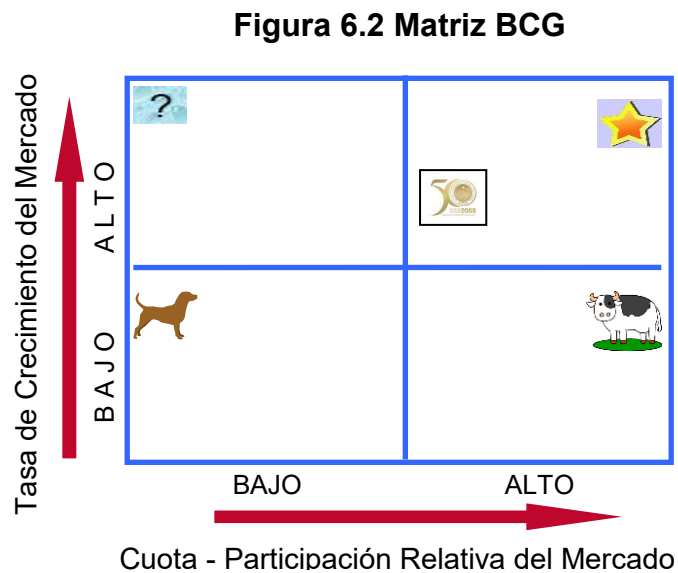 Figura 6.2 Matriz BCG
Tasa de Crecimiento del Mercado
ALTO
BAJO
?
50
BAJO
ALTO
Cuota - Participación Relativa del Mercado